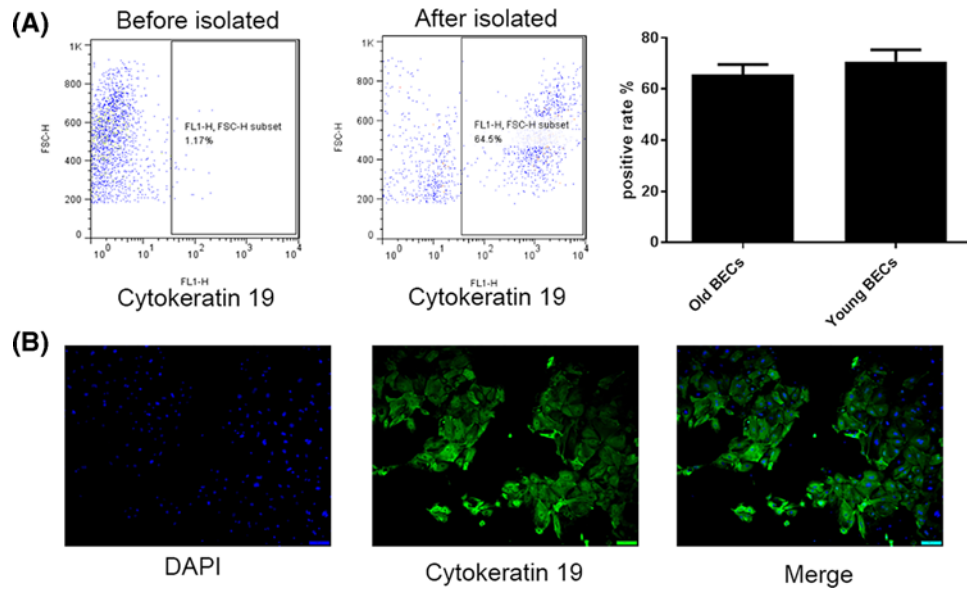 (A)
Before isolated
1K
800
600
400
200
0
FSC-H
FL1-H, FSC-H subset
1.17%
10^0 10^1 10^2 10^3 10^4
FL1-H
Cytokeratin 19
After isolated
1K
800
600
400
200
0
FSC-H
FL1-H, FSC-H subset
64.5%
10^0 10^1 10^2 10^3 10^4
FL1-H
Cytokeratin 19
80
60
40
20
0
positive rate %
Old BECs
Young BECs
(B)
DAPI
Cytokeratin 19
Merge